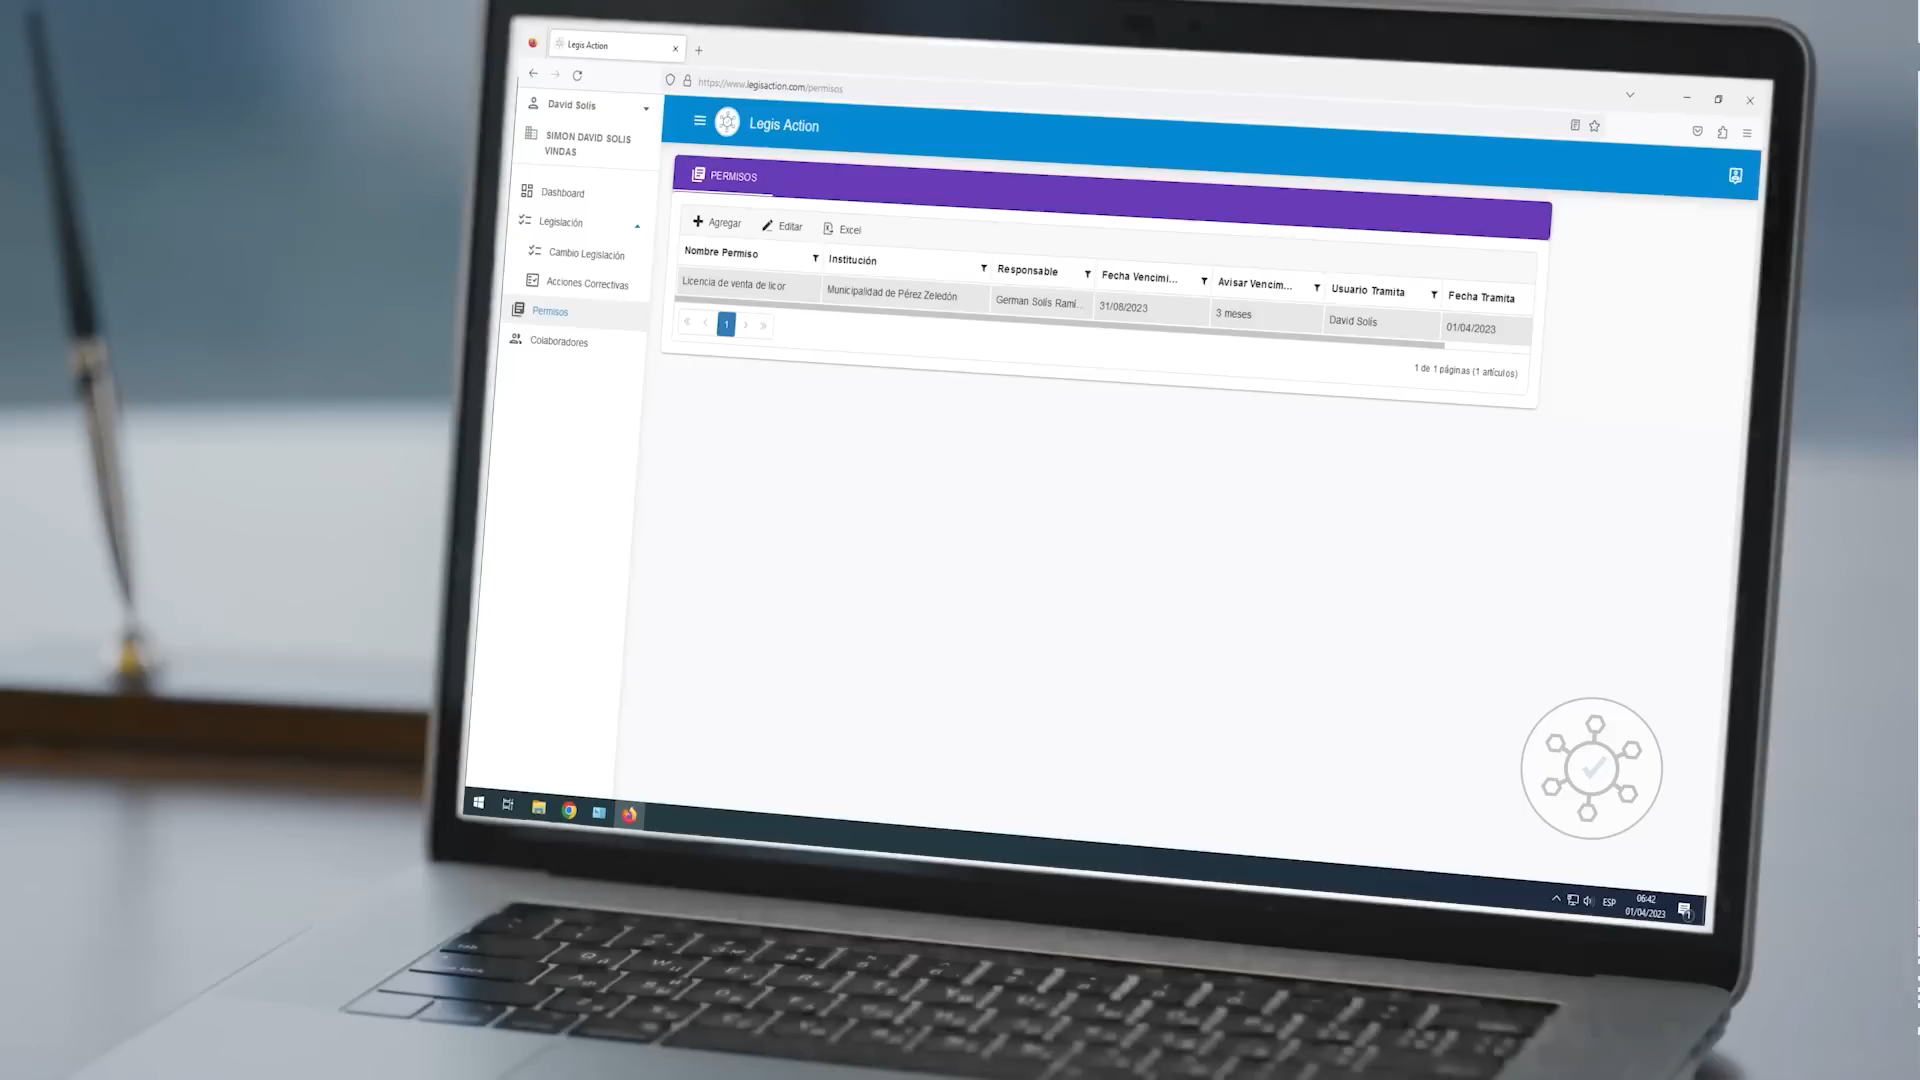 Legis Action
https://www.legisaction.com/permisos
David Solís
SIMON DAVID SOLIS
VINDAS
Dashboard
Legislación
Cambio Legislación
Acciones Correctivas
Permisos
Colaboradores
Legis Action
PERMISOS
Agregar Editar Excel
Nombre Permiso Institución Responsable Fecha Vencimi... Avisar Vencim... Usuario Tramita Fecha Tramita
Licencia de venta de licor Municipalidad de Pérez Zeledón German Solís Rami... 31/08/2023 3 meses David Solís 01/04/2023
1
1 de 1 páginas (1 artículos)
ESP
06:42
01/04/2023
1